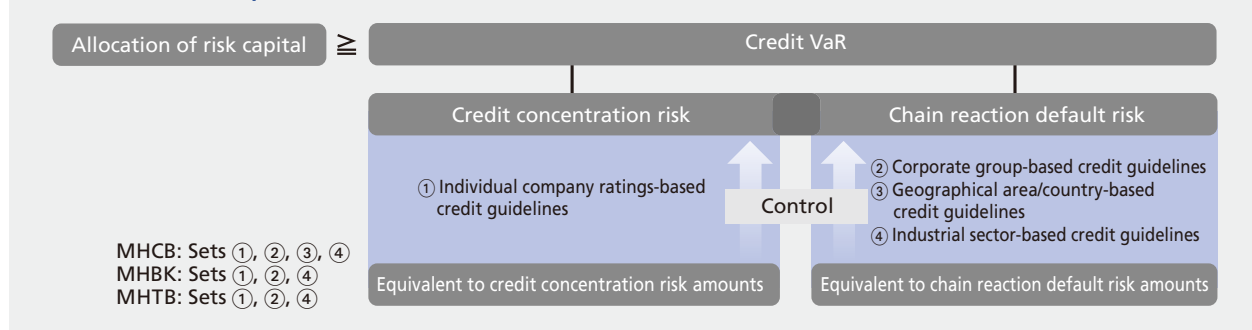 Allocation of risk capital ≧ Credit VaR
Credit concentration risk
Chain reaction default risk
① Individual company ratings-based
credit guidelines
Control
② Corporate group-based credit guidelines
③ Geographical area/country-based
credit guidelines
④ Industrial sector-based credit guidelines
MHCB: Sets ①, ②, ③, ④
MHBK: Sets ①, ②, ④
MHTB: Sets ①, ②, ④
Equivalent to credit concentration risk amounts
Equivalent to chain reaction default risk amounts